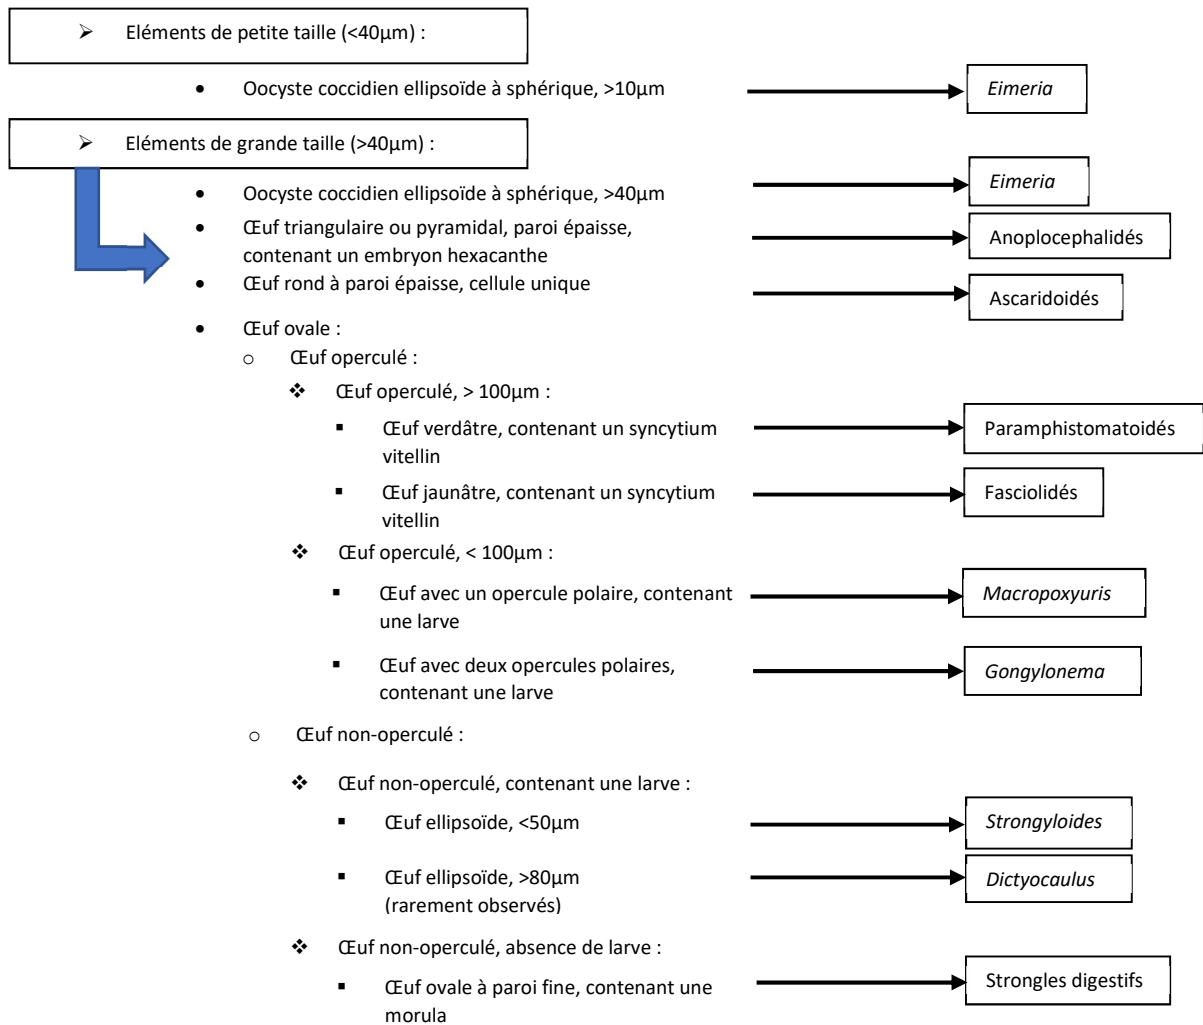 ➢ Eléments de petite taille (<40µm) :
• Oocyste coccidien ellipsoïde à sphérique, >10µm
Eimeria
➢ Eléments de grande taille (>40µm) :
• Oocyste coccidien ellipsoïde à sphérique, >40µm
Eimeria
• Œuf triangulaire ou pyramidal, paroi épaisse,
contenant un embryon hexacanthe
Anoplocephalidés
• Œuf rond à paroi épaisse, cellule unique
Ascaridoidés
• Œuf ovale :
o Œuf operculé :
❖ Œuf operculé, > 100µm :
▪ Œuf verdâtre, contenant un syncytium
vitellin
Paramphistomatoidés
▪ Œuf jaunâtre, contenant un syncytium
vitellin
Fasciolidés
❖ Œuf operculé, < 100µm :
▪ Œuf avec un opercule polaire, contenant
une larve
Macropoxyuris
▪ Œuf avec deux opercules polaires,
contenant une larve
Gongylonema
o Œuf non-operculé :
❖ Œuf non-operculé, contenant une larve :
▪ Œuf ellipsoïde, <50µm
Strongyloides
▪ Œuf ellipsoïde, >80µm
(rarement observés)
Dictyocaulus
❖ Œuf non-operculé, absence de larve :
▪ Œuf ovale à paroi fine, contenant une
morula
Strongles digestifs